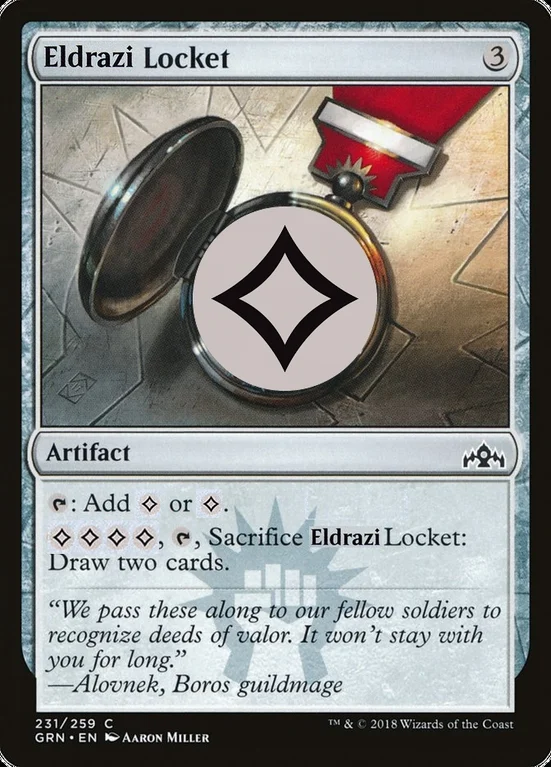 Eldrazi Locket 3
Artifact
: Add or .
, , Sacrifice Eldrazi Locket:
Draw two cards.
“We pass these along to our fellow soldiers to
recognize deeds of valor. It won’t stay with
you for long.”
—Alovnek, Boros guildmage
231/259 C ™ & © 2018 Wizards of the Coast
GRN • EN Aaron Miller